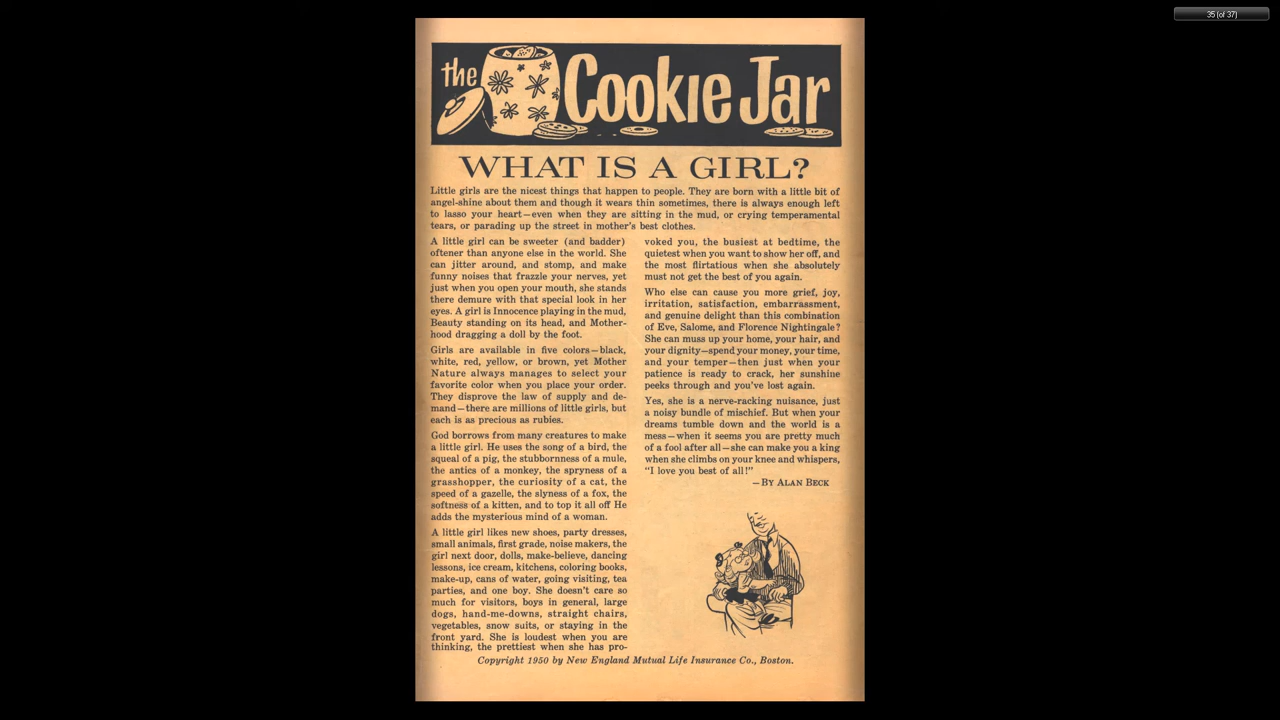 35 (of 37)
the Cookie Jar
WHAT IS A GIRL?
Little girls are the nicest things that happen to people. They are born with a little bit of
angel-shine about them and though it wears thin sometimes, there is always enough left
to lasso your heart—even when they are sitting in the mud, or crying temperamental
tears, or parading up the street in mother's best clothes.
A little girl can be sweeter (and badder)
oftener than anyone else in the world. She
can jitter around, and stomp, and make
funny noises that frazzle your nerves, yet
just when you open your mouth, she stands
there demure with that special look in her
eyes. A girl is Innocence playing in the mud,
Beauty standing on its head, and Mother-
hood dragging a doll by the foot.
Girls are available in five colors—black,
white, red, yellow, or brown, yet Mother
Nature always manages to select your
favorite color when you place your order.
They disprove the law of supply and de-
mand—there are millions of little girls, but
each is as precious as rubies.
God borrows from many creatures to make
a little girl. He uses the song of a bird, the
squeal of a pig, the stubbornness of a mule,
the antics of a monkey, the spryness of a
grasshopper, the curiosity of a cat, the
speed of a gazelle, the slyness of a fox, the
softness of a kitten, and to top it all off He
adds the mysterious mind of a woman.
A little girl likes new shoes, party dresses,
small animals, first grade, noise makers, the
girl next door, dolls, make-believe, dancing
lessons, ice cream, kitchens, coloring books,
make-up, cans of water, going visiting, tea
parties, and one boy. She doesn't care so
much for visitors, boys in general, large
dogs, hand-me-downs, straight chairs,
vegetables, snow suits, or staying in the
front yard. She is loudest when you are
thinking, the prettiest when she has pro-
voked you, the busiest at bedtime, the
quietest when you want to show her off, and
the most flirtatious when she absolutely
must not get the best of you again.
Who else can cause you more grief, joy,
irritation, satisfaction, embarrassment,
and genuine delight than this combination
of Eve, Salome, and Florence Nightingale?
She can muss up your home, your hair, and
your dignity—spend your money, your time,
and your temper—then just when your
patience is ready to crack, her sunshine
peeks through and you've lost again.
Yes, she is a nerve-racking nuisance, just
a noisy bundle of mischief. But when your
dreams tumble down and the world is a
mess—when it seems you are pretty much
of a fool after all—she can make you a king
when she climbs on your knee and whispers,
"I love you best of all!"
—BY ALAN BECK
Copyright 1950 by New England Mutual Life Insurance Co., Boston.